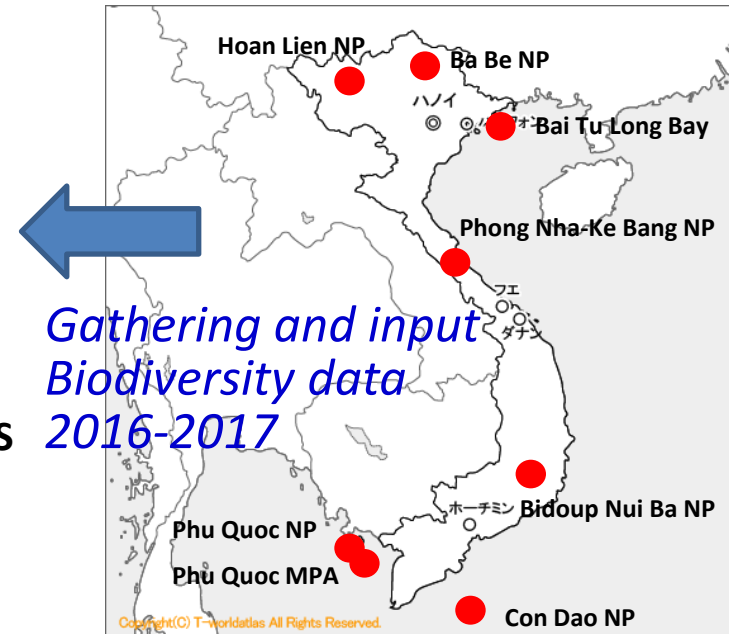 Hoan Lien NP
Ba Be NP
ハノイ
Bai Tu Long Bay
Phong Nha-Ke Bang NP
フエ
ダナン
Gathering and input
Biodiversity data
2016-2017
S
ホーチミン
Bidoup Nui Ba NP
Phu Quoc NP
Phu Quoc MPA
Con Dao NP
Copyright(C) T-worldatlas All Rights Reserved.